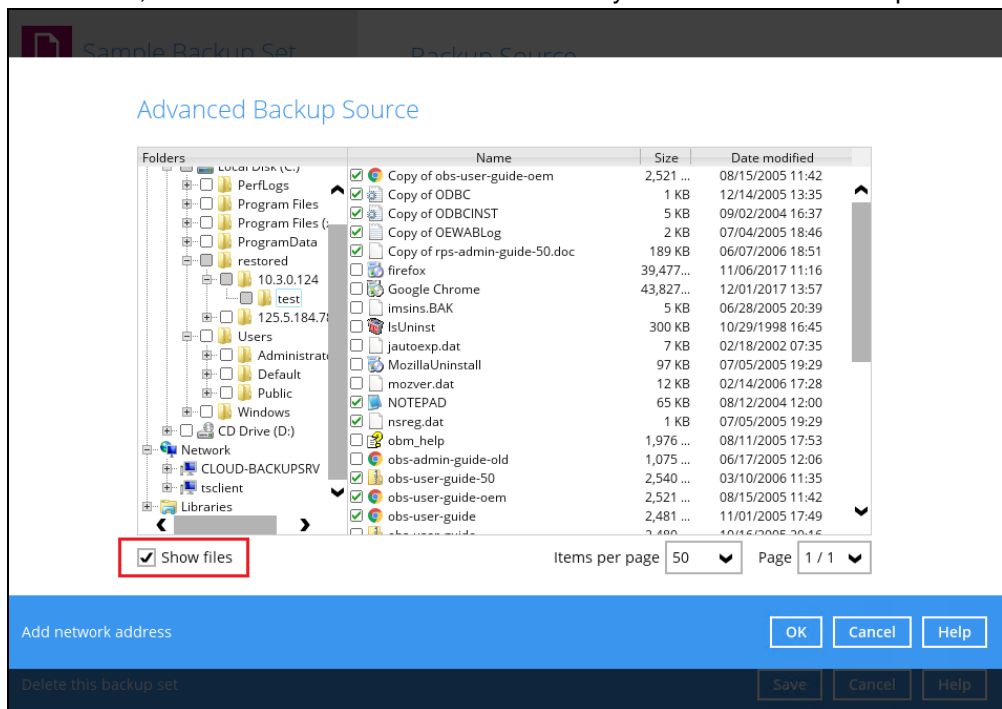 Sample Backup Set
Backup Source
Advanced Backup Source
Folders Name Size Date modified
Local Disk (C:)
PerfLogs
Program Files
Program Files (
ProgramData
restored
10.3.0.124
test
125.5.184.7
Users
Administrat
Default
Public
Windows
CD Drive (D:)
Network
CLOUD-BACKUPSRV
tsclient
Libraries
Copy of obs-user-guide-oem 2,521 ... 08/15/2005 11:42
Copy of ODBC 1 KB 12/14/2005 13:35
Copy of ODBCINST 5 KB 09/02/2004 16:37
Copy of OEWABLog 2 KB 07/04/2005 18:46
Copy of rps-admin-guide-50.doc 189 KB 06/07/2006 18:51
firefox 39,477... 11/06/2017 11:16
Google Chrome 43,827... 12/01/2017 13:57
imsins.BAK 5 KB 06/28/2005 20:39
IsUninst 300 KB 10/29/1998 16:45
jautoexp.dat 7 KB 02/18/2002 07:35
MozillaUninstall 97 KB 07/05/2005 19:29
mozver.dat 12 KB 02/14/2006 17:28
NOTEPAD 65 KB 08/12/2004 12:00
nsreg.dat 1 KB 07/05/2005 19:29
obm_help 1,976 ... 08/11/2005 17:53
obs-admin-guide-old 1,075 ... 06/17/2005 12:06
obs-user-guide-50 2,540 ... 03/10/2006 11:35
obs-user-guide-oem 2,521 ... 08/15/2005 11:42
obs-user-guide 2,481 ... 11/01/2005 17:49
Show files
Items per page 50 Page 1 / 1
Add network address
OK Cancel Help
Delete this backup set
Save Cancel Help